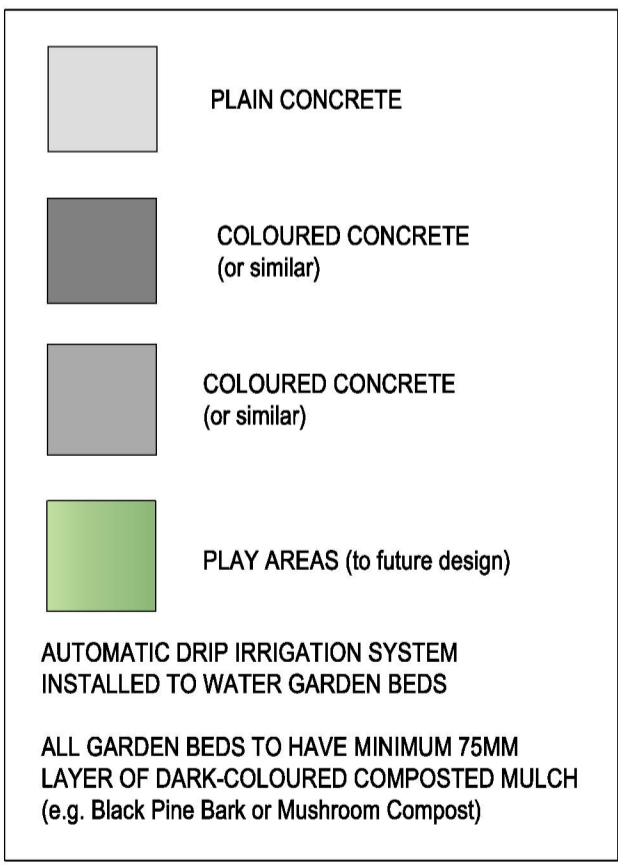 PLAIN CONCRETE
COLOURED CONCRETE
(or similar)
COLOURED CONCRETE
(or similar)
PLAY AREAS (to future design)
AUTOMATIC DRIP IRRIGATION SYSTEM
INSTALLED TO WATER GARDEN BEDS
ALL GARDEN BEDS TO HAVE MINIMUM 75MM
LAYER OF DARK-COLOURED COMPOSTED MULCH
(e.g. Black Pine Bark or Mushroom Compost)